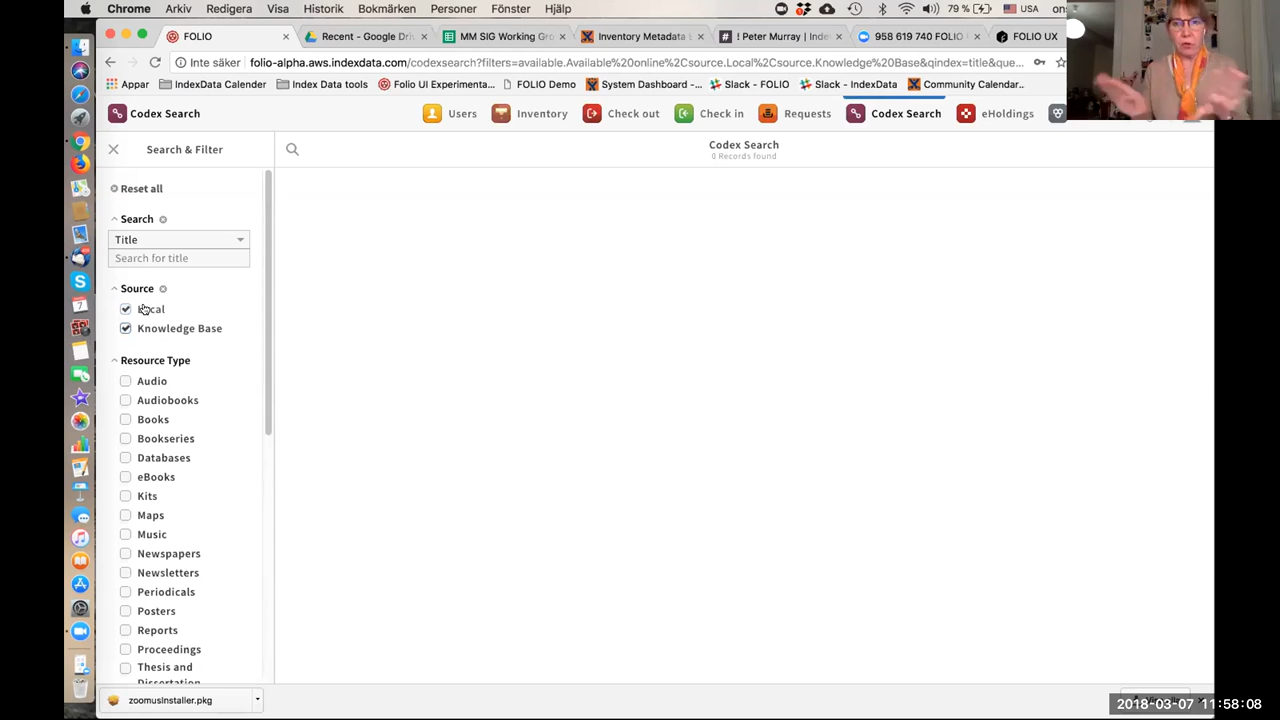 Chrome Arkiv Redigera Visa Historik Bokmärken Personer Fönster Hjälp 79 % USA
FOLIO Recent - Google Dri MM SIG Working Gro Inventory Metadata ! Peter Murray | Inde 958 619 740 FOLIO FOLIO UX
Inte säker folio-alpha.aws.indexdata.com/codexsearch?filters=available.Available%20online%2Csource.Local%2Csource.Knowledge%20Base&qindex=title&que...
Appar IndexData Calender Index Data tools Folio UI Experimenta... FOLIO Demo System Dashboard -... Slack - FOLIO Slack - IndexData Community Calendar...
Codex Search Users Inventory Check out Check in Requests Codex Search eHoldings
Search & Filter
Codex Search
0 Records found
Reset all
Search
Title
Search for title
Source
Local
Knowledge Base
Resource Type
Audio
Audiobooks
Books
Bookseries
Databases
eBooks
Kits
Maps
Music
Newspapers
Newsletters
Periodicals
Posters
Reports
Proceedings
Thesis and
Dissertation
zoomusInstaller.pkg
2018-03-07 11:58:08